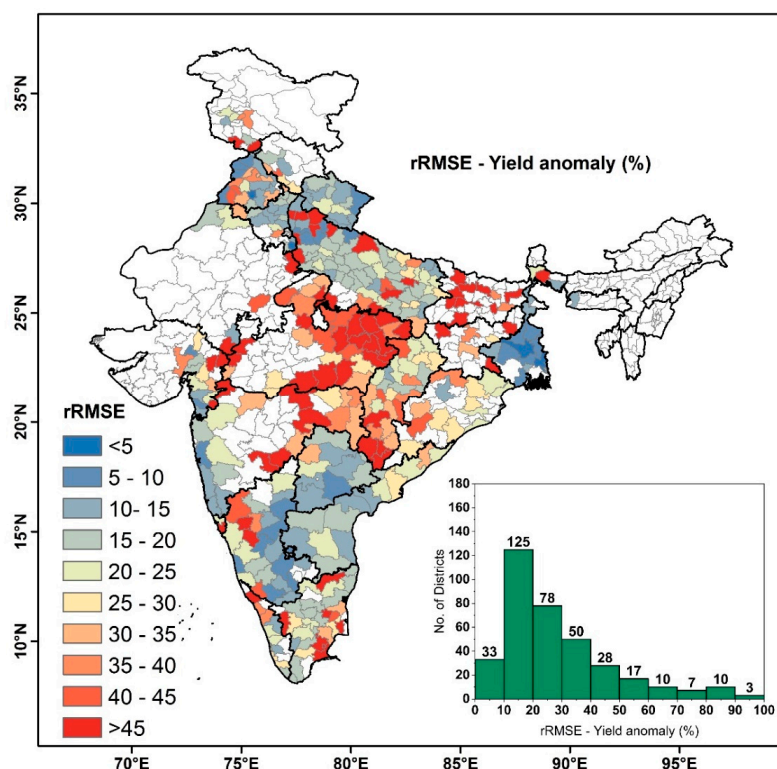 rRMSE - Yield anomaly (%)
35°N
30°N
25°N
20°N
15°N
10°N
rRMSE
<5
5 - 10
10- 15
15 - 20
20 - 25
25 - 30
30 - 35
35 - 40
40 - 45
>45
180
160
140
120
100
80
60
40
20
0
No. of Districts
33
125
78
50
28
17
10
7
10
3
0 10 20 30 40 50 60 70 80 90 100
rRMSE - Yield anomaly (%)
70°E 75°E 80°E 85°E 90°E 95°E